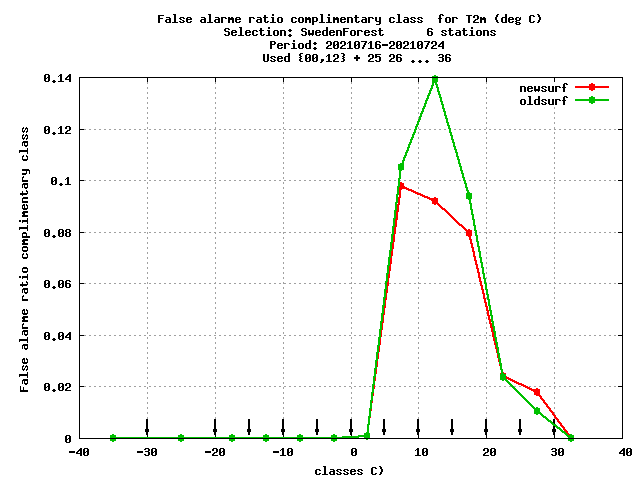 False alarme ratio complimentary class  for T2m (deg C)
Selection: SwedenForest      6 stations
Period: 20210716-20210724
Used {00,12} + 25 26 ... 36
newsurf
oldsurf
False alarme ratio complimentary class
0.14
0.12
0.1
0.08
0.06
0.04
0.02
0
-40 -30 -20 -10 0 10 20 30 40
classes C)